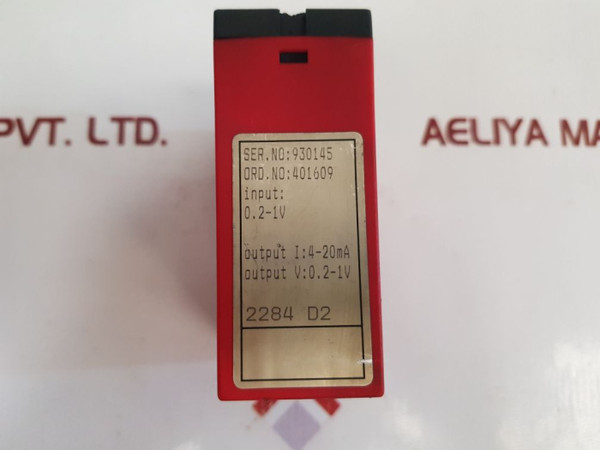 PVT. LTD.
AELIYA MA
SER.NO:930145
ORD.NO:401609
input:
0.2-1V
output I:4-20mA
output V:0.2-1V
2284 D2